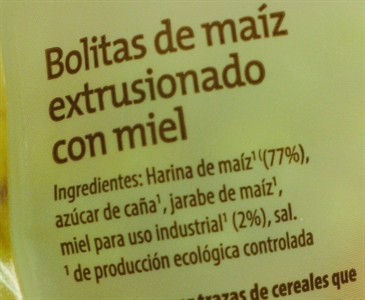 Bolitas de maíz
extrusionado
con miel
Ingredientes: Harina de maíz¹ (77%),
azúcar de caña¹, jarabe de maíz¹,
miel para uso industrial¹ (2%), sal.
¹ de producción ecológica controlada
trazas de cereales que